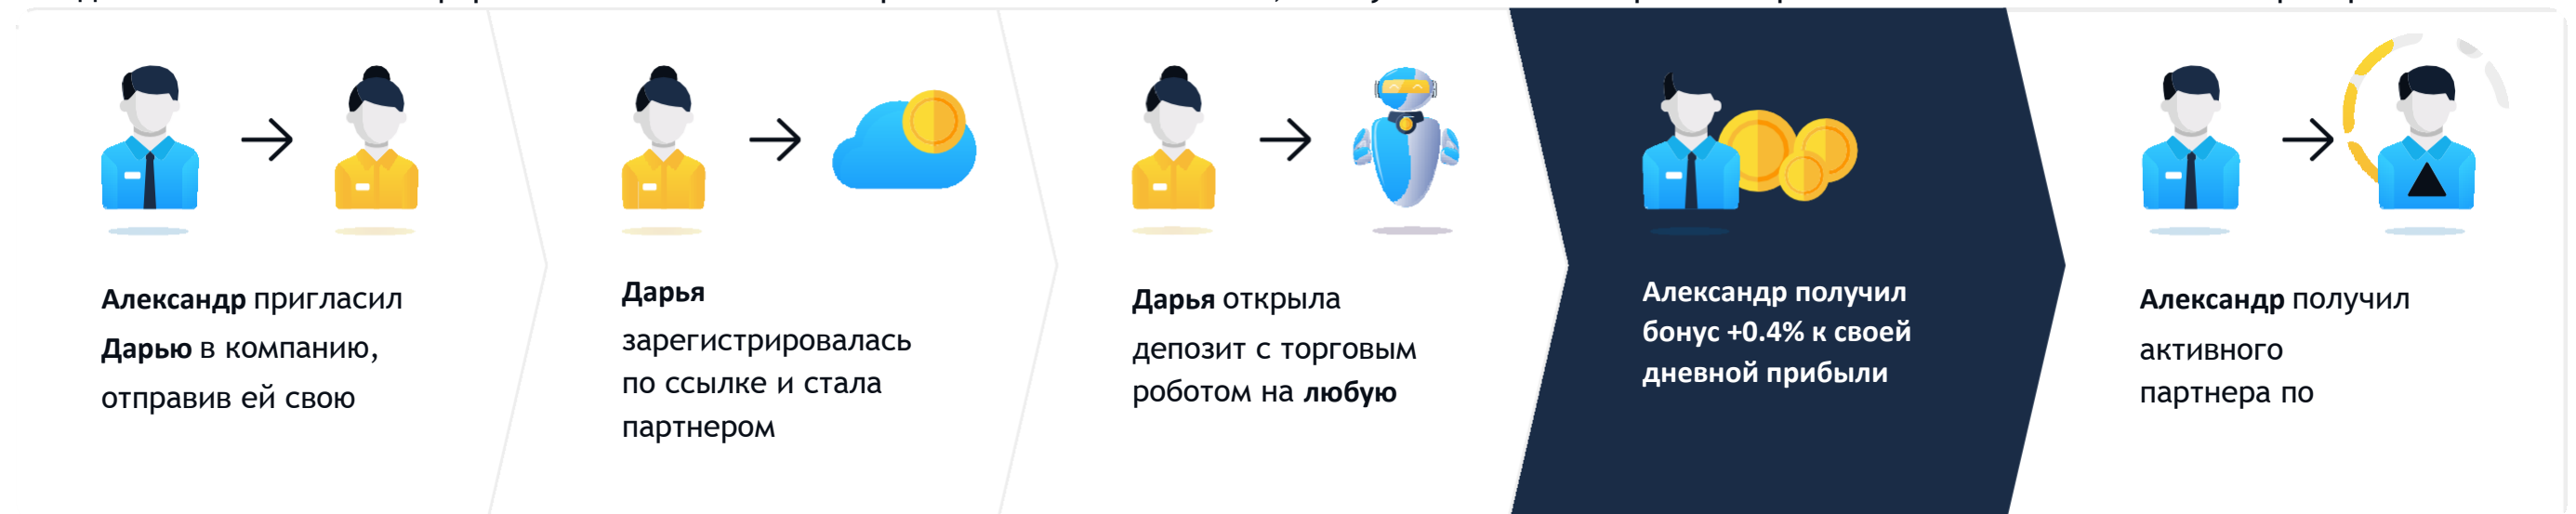 Александр пригласил
Дарью в компанию,
отправив ей свою
Дарья
зарегистрировалась
по ссылке и стала
партнером
Дарья открыла
депозит с торговым
роботом на любую
Александр получил
бонус +0.4% к своей
дневной прибыли
Александр получил
активного
партнера по